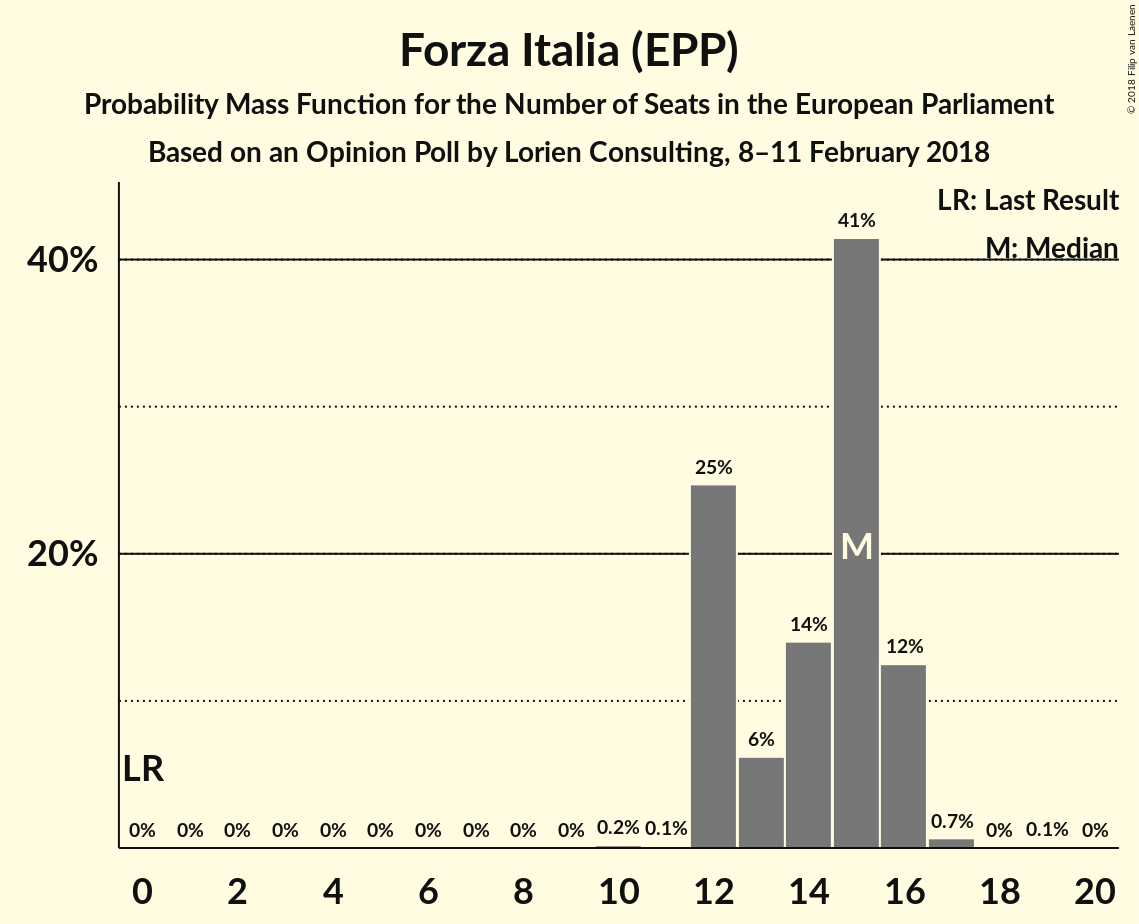 Forza Italia (EPP)
Probability Mass Function for the Number of Seats in the European Parliament
Based on an Opinion Poll by Lorien Consulting, 8–11 February 2018
© 2018 Filip van Laenen
LR: Last Result
M: Median
40%
20%
41%
25%
M
14%
12%
6%
LR
0% 0% 0% 0% 0% 0% 0% 0% 0% 0% 0.2% 0.1% 0.7% 0% 0.1% 0%
0 2 4 6 8 10 12 14 16 18 20